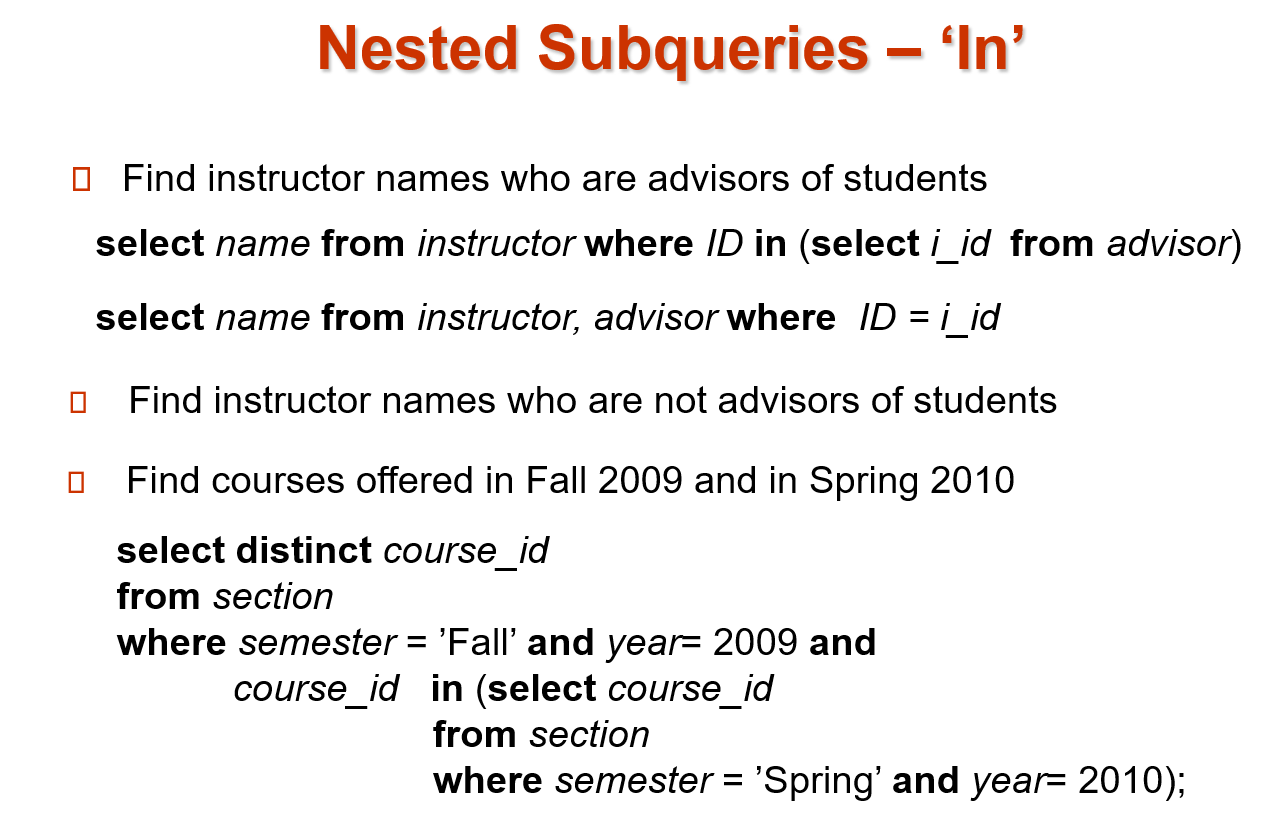 Nested Subqueries – ‘In’
Find instructor names who are advisors of students
select name from instructor where ID in (select i_id from advisor)
select name from instructor, advisor where ID = i_id
Find instructor names who are not advisors of students
Find courses offered in Fall 2009 and in Spring 2010
select distinct course_id
from section
where semester = ’Fall’ and year= 2009 and
course_id in (select course_id
from section
where semester = ’Spring’ and year= 2010);